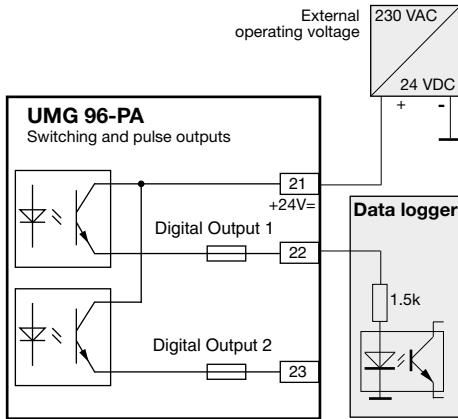 External
operating voltage
230 VAC
24 VDC
+ -
UMG 96-PA
Switching and pulse outputs
21
+24V=
Data logger
Digital Output 1
22
1.5k
Digital Output 2
23